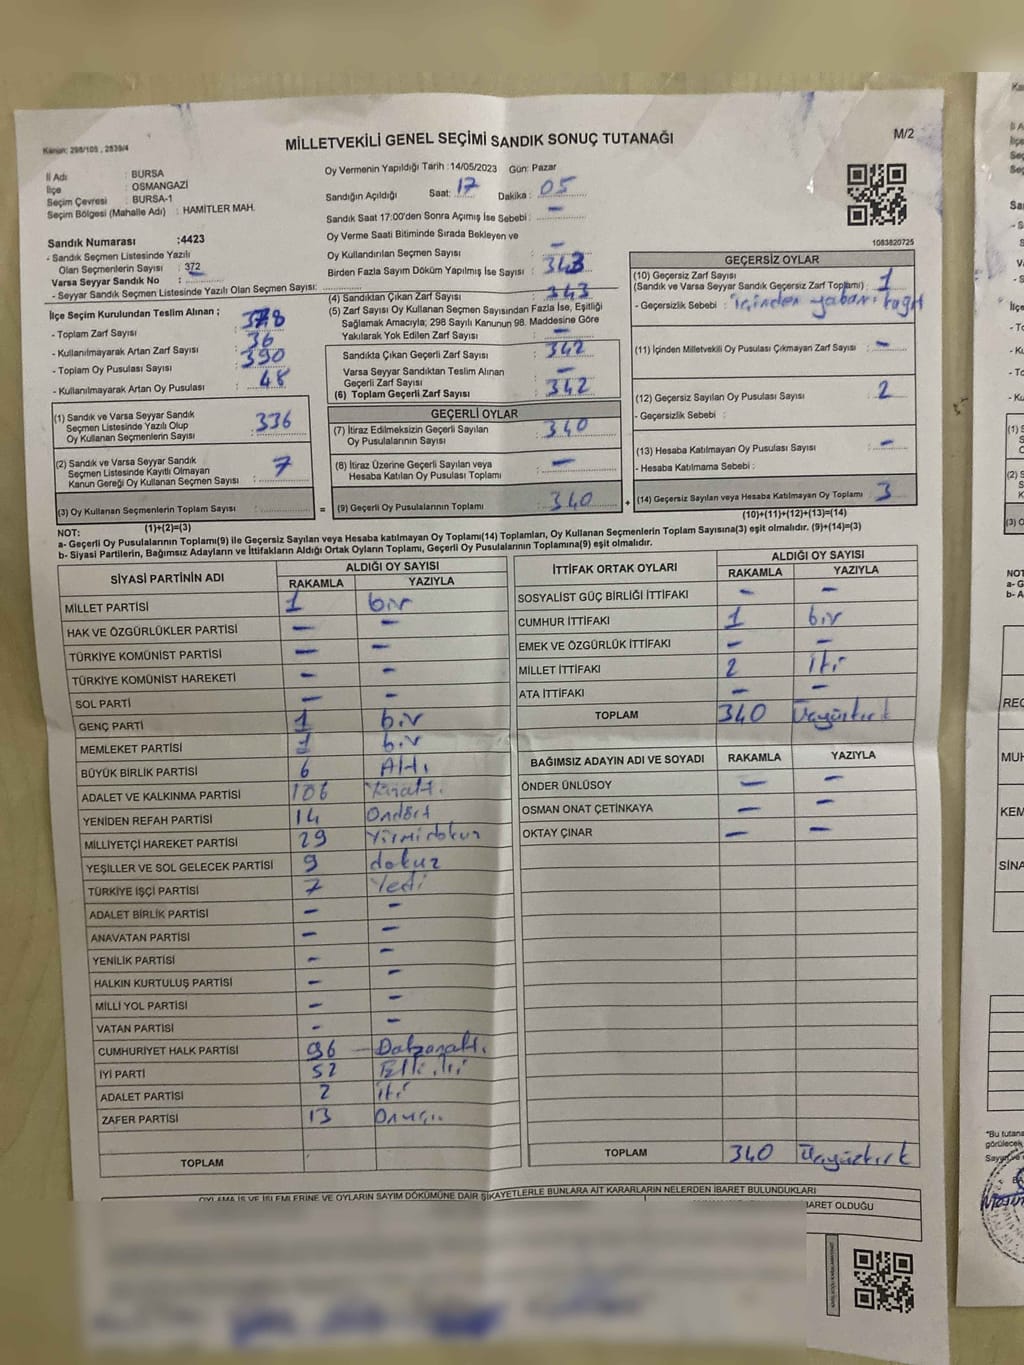 Kanun: 298/105 , 2839/4
MİLLETVEKİLİ GENEL SEÇİMİ SANDIK SONUÇ TUTANAĞI
M/2
İl Adı : BURSA
İlçe : OSMANGAZİ
Seçim Çevresi : BURSA-1
Seçim Bölgesi (Mahalle Adı) : HAMİTLER MAH.
Oy Vermenin Yapıldığı Tarih :14/05/2023 Gün: Pazar
Sandığın Açıldığı Saat: 17 Dakika : 05
Sandık Saat 17:00'den Sonra Açımış İse Sebebi : –
Oy Verme Saati Bitiminde Sırada Bekleyen ve
Oy Kullandırılan Seçmen Sayısı : –
Birden Fazla Sayım Döküm Yapılmış İse Sayısı : 343
1083820725
Sandık Numarası :4423
- Sandık Seçmen Listesinde Yazılı
Olan Seçmenlerin Sayısı : 372
Varsa Seyyar Sandık No : –
- Seyyar Sandık Seçmen Listesinde Yazılı Olan Seçmen Sayısı:
İlçe Seçim Kurulundan Teslim Alınan ;
- Toplam Zarf Sayısı : 378
- Kullanılmayarak Artan Zarf Sayısı : 36
- Toplam Oy Pusulası Sayısı : 390
- Kullanılmayarak Artan Oy Pusulası : 48
(1) Sandık ve Varsa Seyyar Sandık
Seçmen Listesinde Yazılı Olup
Oy Kullanan Seçmenlerin Sayısı : 336
(2) Sandık ve Varsa Seyyar Sandık
Seçmen Listesinde Kayıtlı Olmayan
Kanun Gereği Oy Kullanan Seçmen Sayısı : 7
(3) Oy Kullanan Seçmenlerin Toplam Sayısı :
(1)+(2)=(3)
(4) Sandıktan Çıkan Zarf Sayısı : 343
(5) Zarf Sayısı Oy Kullanan Seçmen Sayısından Fazla İse, Eşitliği
Sağlamak Amacıyla; 298 Sayılı Kanunun 98. Maddesine Göre
Yakılarak Yok Edilen Zarf Sayısı : –
Sandıkta Çıkan Geçerli Zarf Sayısı : 342
Varsa Seyyar Sandıktan Teslim Alınan
Geçerli Zarf Sayısı : –
(6) Toplam Geçerli Zarf Sayısı : 342
GEÇERLİ OYLAR
(7) İtiraz Edilmeksizin Geçerli Sayılan
Oy Pusulalarının Sayısı : 340
(8) İtiraz Üzerine Geçerli Sayılan veya
Hesaba Katılan Oy Pusulası Toplamı : –
= (9) Geçerli Oy Pusulalarının Toplamı : 340 +
GEÇERSİZ OYLAR
(10) Geçersiz Zarf Sayısı
(Sandık ve Varsa Seyyar Sandık Geçersiz Zarf Toplamı) : 1
- Geçersizlik Sebebi : içinden yabancı kağıt
(11) İçinden Milletvekili Oy Pusulası Çıkmayan Zarf Sayısı : –
(12) Geçersiz Sayılan Oy Pusulası Sayısı : 2
- Geçersizlik Sebebi :
(13) Hesaba Katılmayan Oy Pusulası Sayısı : –
- Hesaba Katılmama Sebebi :
(14) Geçersiz Sayılan veya Hesaba Katılmayan Oy Toplamı : 3
(10)+(11)+(12)+(13)=(14)
NOT:
a- Geçerli Oy Pusulalarının Toplamı(9) ile Geçersiz Sayılan veya Hesaba katılmayan Oy Toplamı(14) Toplamları, Oy Kullanan Seçmenlerin Toplam Sayısına(3) eşit olmalıdır. (9)+(14)=(3)
b- Siyasi Partilerin, Bağımsız Adayların ve İttifakların Aldığı Ortak Oyların Toplamı, Geçerli Oy Pusulalarının Toplamına(9) eşit olmalıdır.
SİYASİ PARTİNİN ADI ALDIĞI OY SAYISI
RAKAMLA YAZIYLA
MİLLET PARTİSİ 1 bir
HAK VE ÖZGÜRLÜKLER PARTİSİ – –
TÜRKİYE KOMÜNİST PARTİSİ – –
TÜRKİYE KOMÜNİST HAREKETİ – –
SOL PARTİ – –
GENÇ PARTİ 1 bir
MEMLEKET PARTİSİ 1 bir
BÜYÜK BİRLİK PARTİSİ 6 Altı
ADALET VE KALKINMA PARTİSİ 106 Yüzaltı
YENİDEN REFAH PARTİSİ 14 Ondört
MİLLİYETÇİ HAREKET PARTİSİ 29 Yirmidokuz
YEŞİLLER VE SOL GELECEK PARTİSİ 9 dokuz
TÜRKİYE İŞÇİ PARTİSİ 7 Yedi
ADALET BİRLİK PARTİSİ – –
ANAVATAN PARTİSİ – –
YENİLİK PARTİSİ – –
HALKIN KURTULUŞ PARTİSİ – –
MİLLİ YOL PARTİSİ – –
VATAN PARTİSİ – –
CUMHURİYET HALK PARTİSİ 96 – Dokzanaltı
İYİ PARTİ 52 Elli iki
ADALET PARTİSİ 2 iki
ZAFER PARTİSİ 13 Onüç
TOPLAM
İTTİFAK ORTAK OYLARI ALDIĞI OY SAYISI
RAKAMLA YAZIYLA
SOSYALİST GÜÇ BİRLİĞİ İTTİFAKI – –
CUMHUR İTTİFAKI 1 bir
EMEK VE ÖZGÜRLÜK İTTİFAKI – –
MİLLET İTTİFAKI 2 iki
ATA İTTİFAKI – –
TOPLAM 340 Üçyüzkırk
BAĞIMSIZ ADAYIN ADI VE SOYADI RAKAMLA YAZIYLA
ÖNDER ÜNLÜSOY – –
OSMAN ONAT ÇETİNKAYA – –
OKTAY ÇINAR – –
TOPLAM 340 Üçyüzkırk
OYLAMA İŞ VE İŞLEMLERİNE VE OYLARIN SAYIM DÖKÜMÜNE DAİR ŞİKAYETLERLE BUNLARA AİT KARARLARIN NELERDEN İBARET BULUNDUKLARI
BARET OLDUĞU